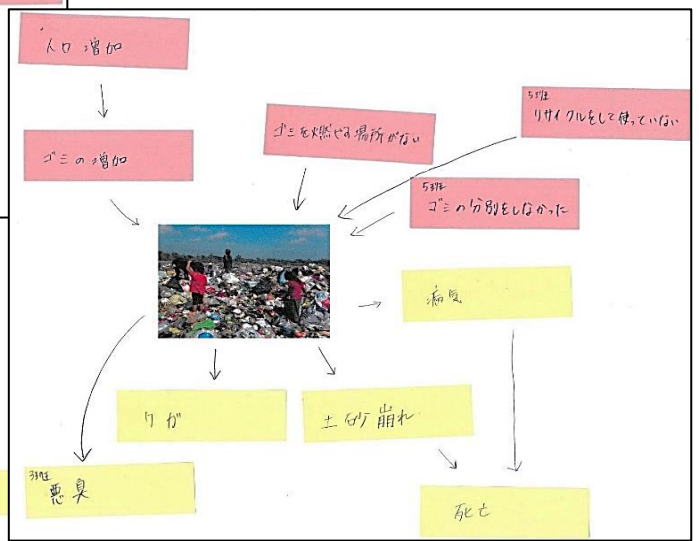 人口増加
ゴミの増加
ゴミを燃やす場所がない
5班
リサイクルをして使っていない
5班
ゴミの分別をしなかった
病気
ケガ
土砂崩れ
3班
悪臭
死亡